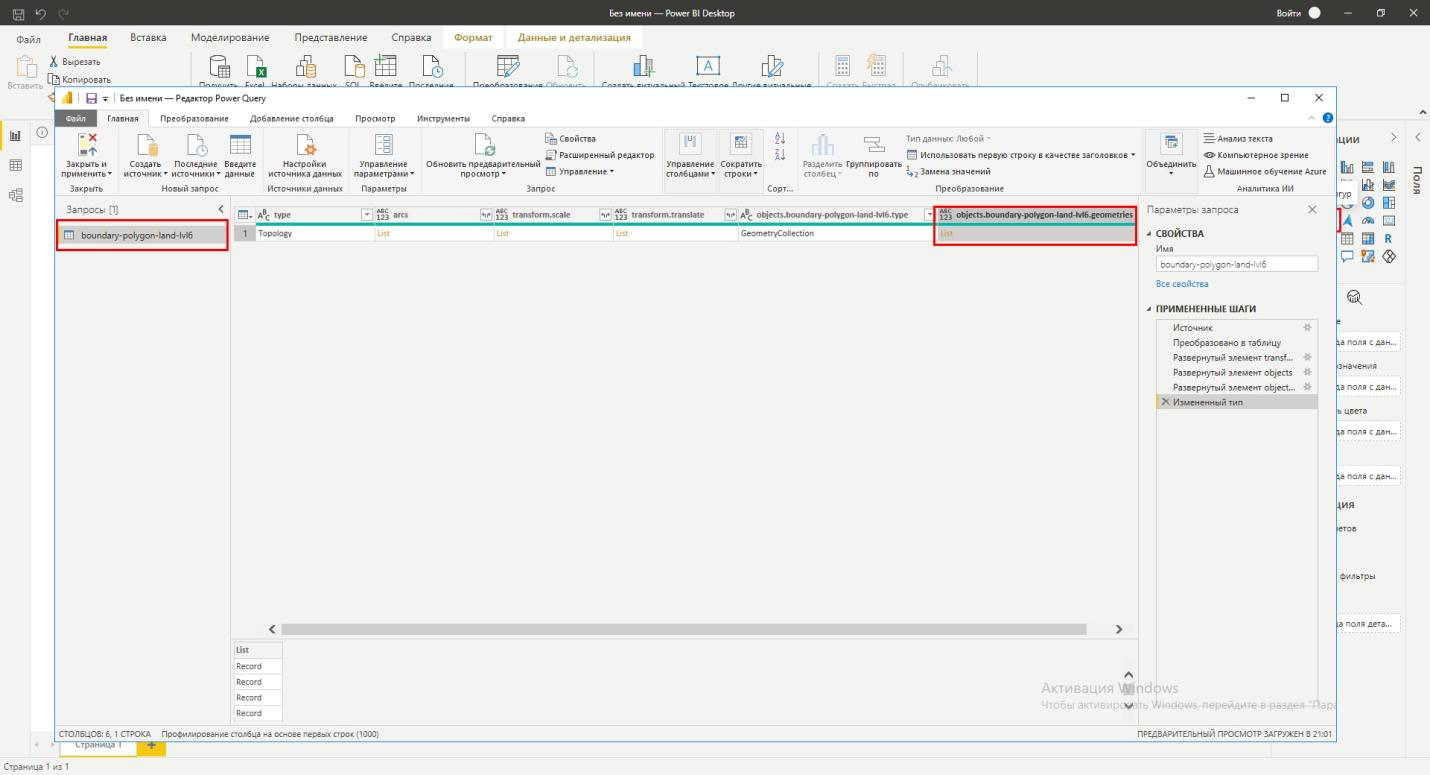 Без имени — Power BI Desktop
Войти
Файл
Главная
Вставка
Моделирование
Представление
Справка
Формат
Данные и детализация
Вставить
Вырезать
Копировать
Без имени — Редактор Power Query
Файл
Главная
Преобразование
Добавление столбца
Просмотр
Инструменты
Справка
Закрыть и
применить
Закрыть
Создать
источник
Последние
источники
Введите
данные
Новый запрос
Настройки
источника данных
Источники данных
Управление
параметрами
Параметры
Обновить предварительный
просмотр
Свойства
Расширенный редактор
Управление
Запрос
Управление
столбцами
Сократить
строки
Сорт...
Разделить
столбец
Группировать
по
Тип данных: Любой
Использовать первую строку в качестве заголовков
Замена значений
Преобразование
Объединить
Анализ текста
Компьютерное зрение
Машинное обучение Azure
Аналитика ИИ
Запросы [1]
boundary-polygon-land-lvl6
type
arcs
transform.scale
transform.translate
objects.boundary-polygon-land-lvl6.type
objects.boundary-polygon-land-lvl6.geometries
1
Topology
List
List
List
GeometryCollection
List
Параметры запроса
СВОЙСТВА
Имя
boundary-polygon-land-lvl6
Все свойства
ПРИМЕНЕННЫЕ ШАГИ
Источник
Преобразовано в таблицу
Развернутый элемент transf...
Развернутый элемент objects
Развернутый элемент object...
Измененный тип
Поля
List
Record
Record
Record
Record
Активация Windows
Чтобы активировать Windows, перейдите в раздел "Пара
СТОЛБЦОВ: 6, 1 СТРОКА
Профилирование столбца на основе первых строк (1000)
ПРЕДВАРИТЕЛЬНЫЙ ПРОСМОТР ЗАГРУЖЕН В 21:01
Страница 1
Страница 1 из 1